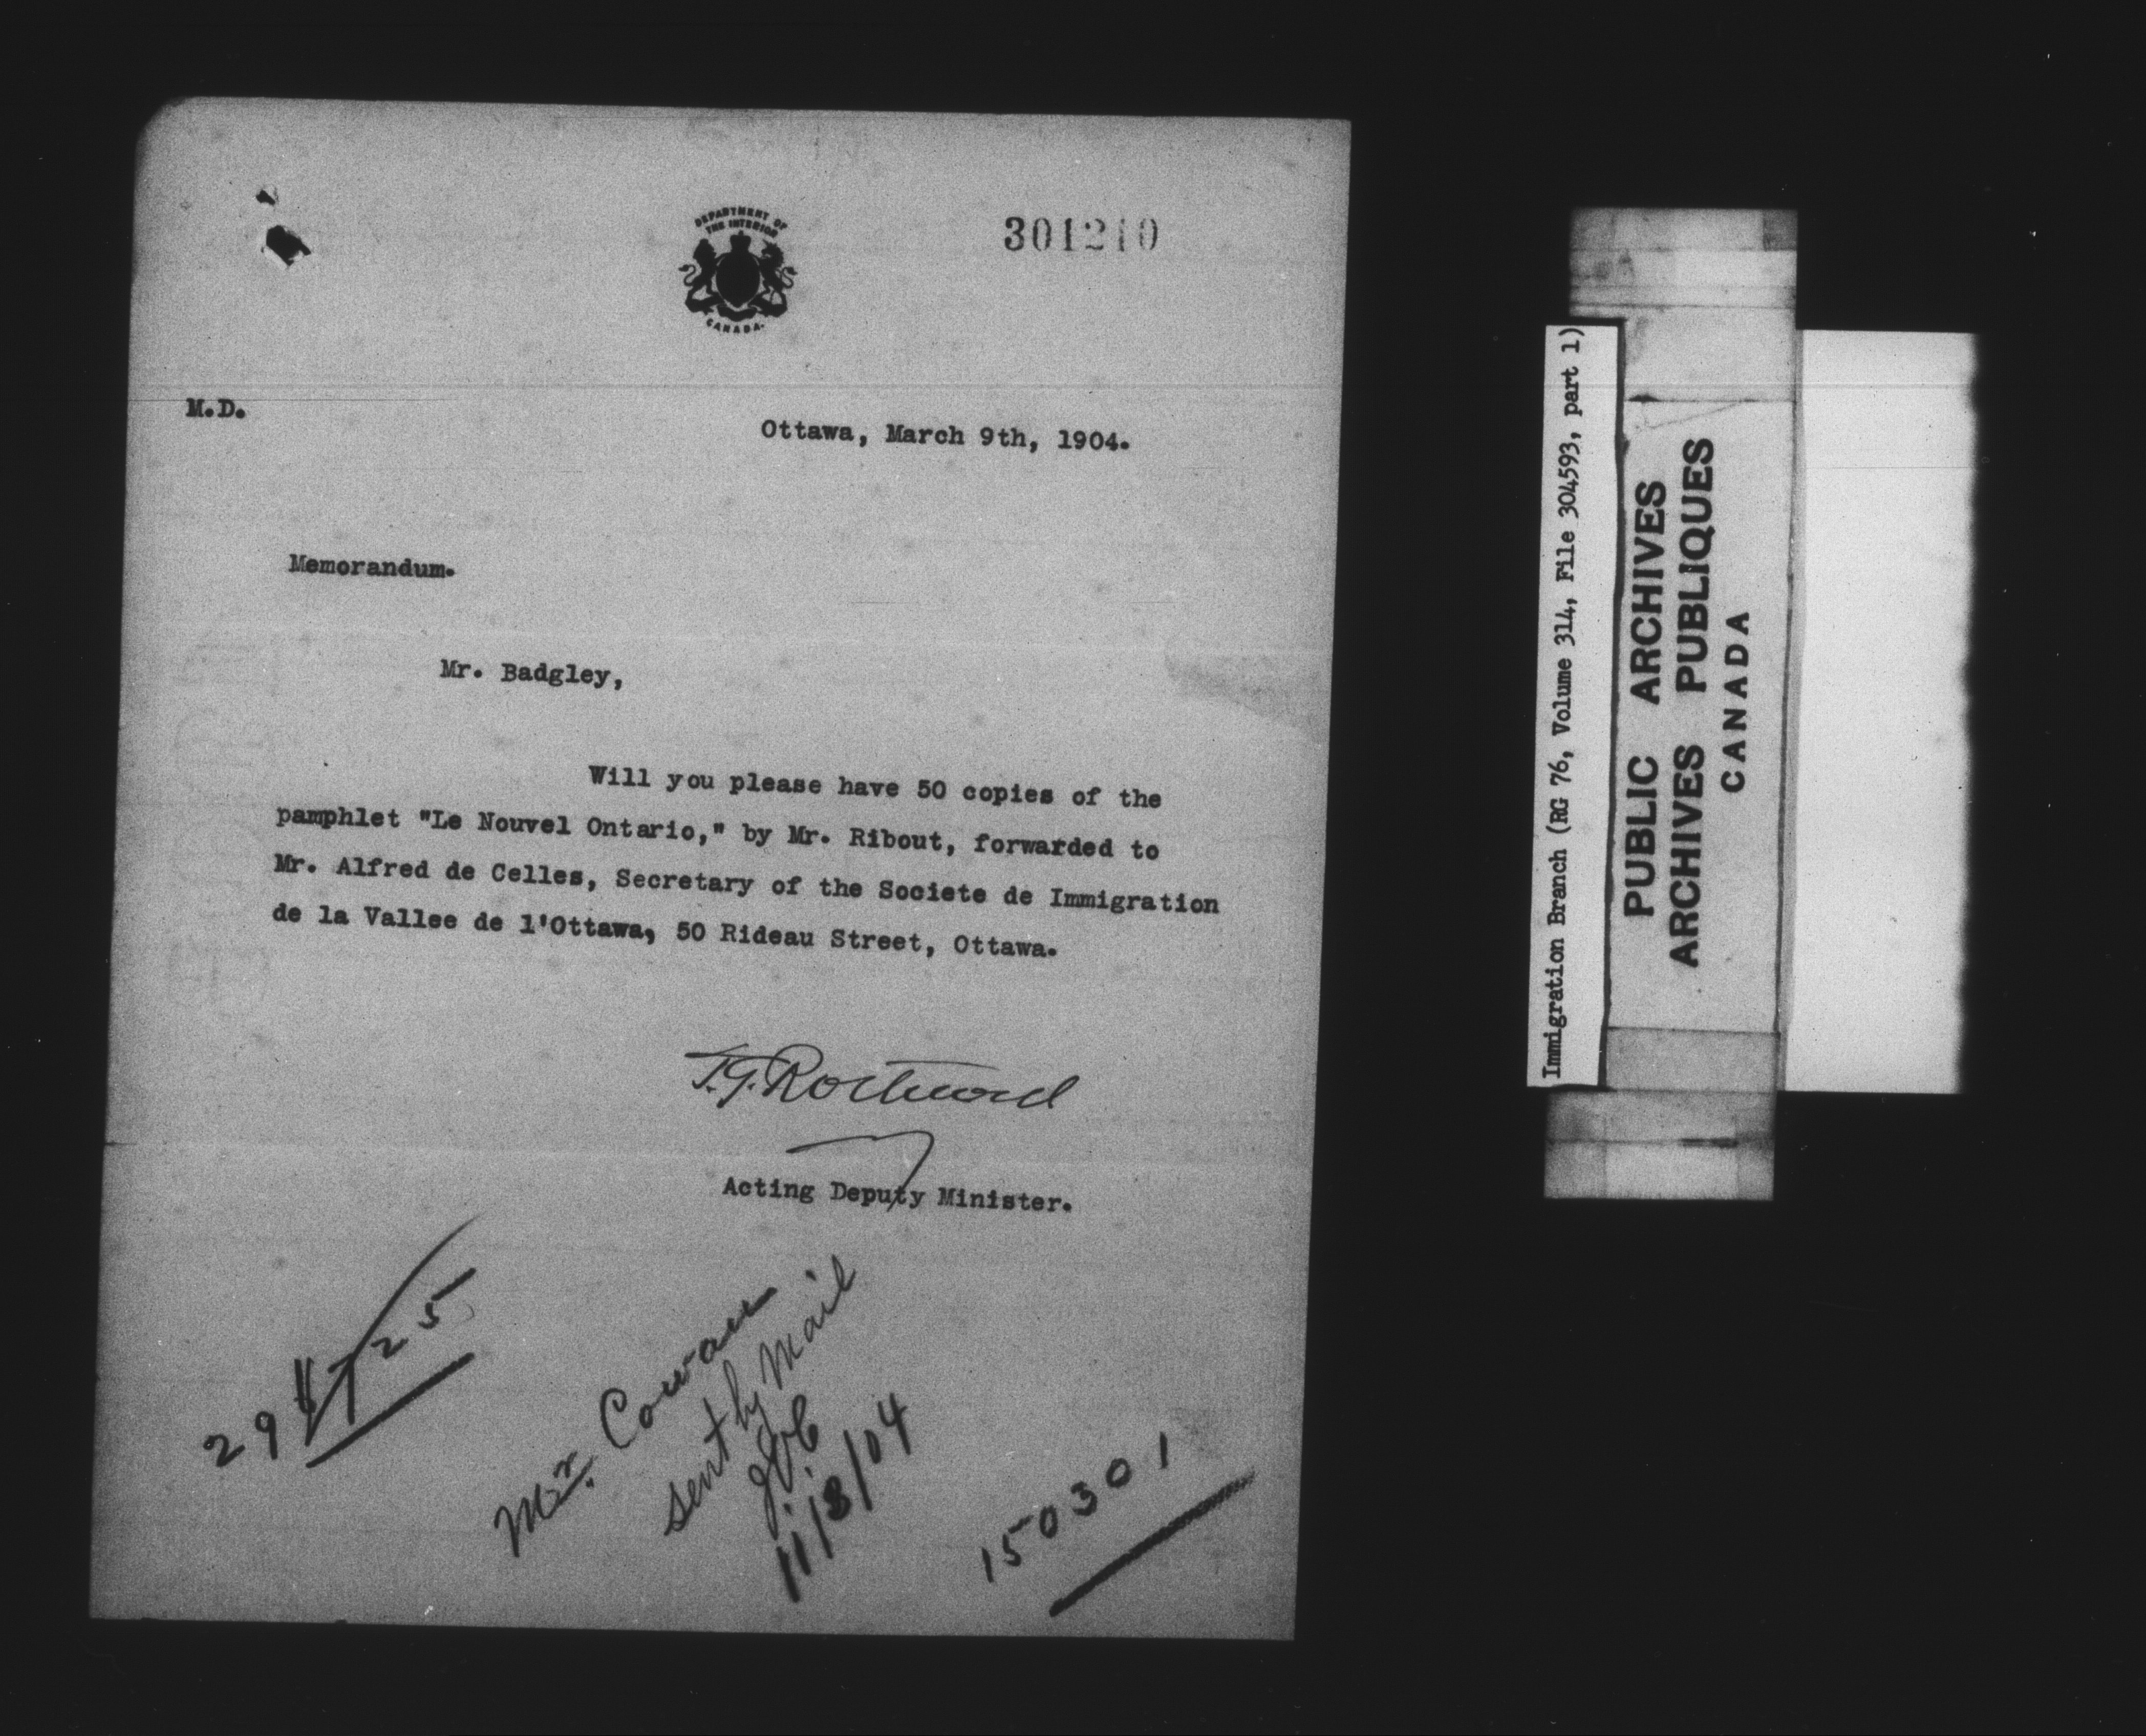 DEPARTMENT OF
THE INTERIOR
CANADA.
301210
M.D.
Ottawa, March 9th, 1904.
Memorandum.
Mr. Badgley,
Will you please have 50 copies of the
pamphlet "Le Nouvel Ontario," by Mr. Ribout, forwarded to
Mr. Alfred de Celles, Secretary of the Societe de Immigration
de la Vallee de l'Ottawa, 50 Rideau Street, Ottawa.
Acting Deputy Minister.
Mr. Cowan
sent by mail
11/3/04
150301
Immigration Branch (RG 76, Volume 314, File 304593, part 1)
PUBLIC ARCHIVES
ARCHIVES PUBLIQUES
CANADA